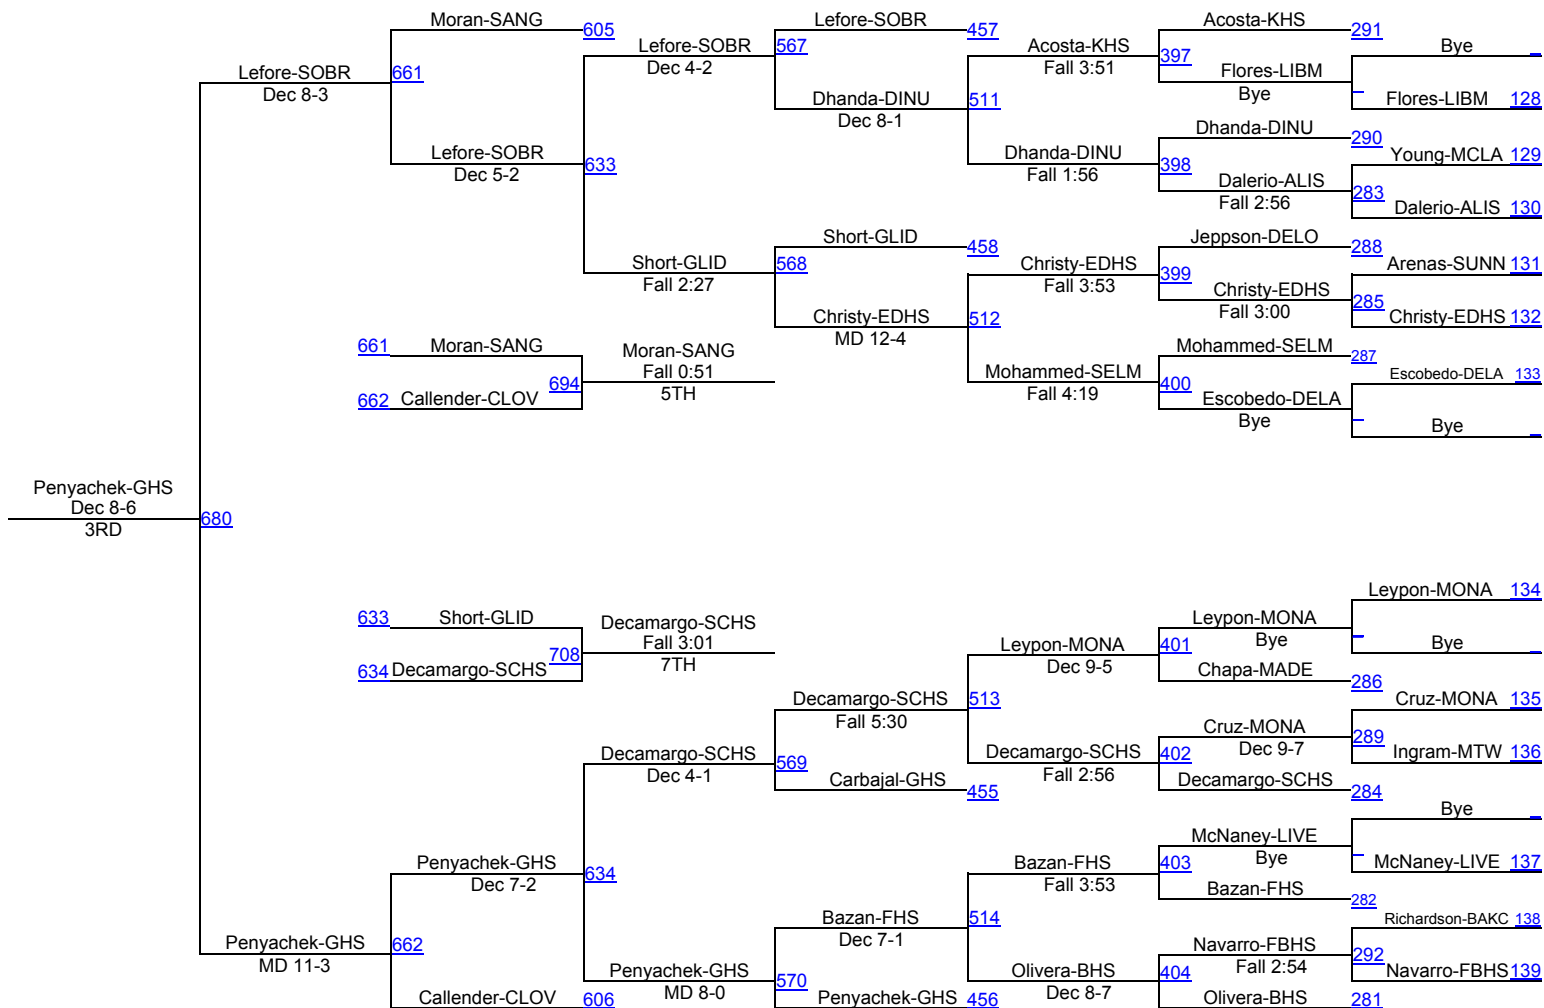 Moran-SANG
605
Lefore-SOBR
457
Acosta-KHS
291
Lefore-SOBR
Dec 4-2
567
Acosta-KHS
Fall 3:51
397
Bye
Lefore-SOBR
Dec 8-3
661
Flores-LIBM
Bye
Dhanda-DINU
Dec 8-1
511
Flores-LIBM 128
Dhanda-DINU
290
Lefore-SOBR
Dec 5-2
633
Dhanda-DINU
Fall 1:56
398
Young-MCLA 129
Dalerio-ALIS
Fall 2:56
283
Dalerio-ALIS 130
Short-GLID
458
Jeppson-DELO
288
Short-GLID
Fall 2:27
568
Christy-EDHS
Fall 3:53
399
Arenas-SUNN 131
Christy-EDHS
Fall 3:00
285
Christy-EDHS
MD 12-4
512
Christy-EDHS 132
661 Moran-SANG
Moran-SANG
Fall 0:51
5TH
694
662 Callender-CLOV
Mohammed-SELM
287
Mohammed-SELM
Fall 4:19
400
Escobedo-DELA 133
Escobedo-DELA
Bye
Bye
Penyachek-GHS
Dec 8-6
3RD
680
Leypon-MONA 134
633 Short-GLID
Decamargo-SCHS
Fall 3:01
7TH
708
634 Decamargo-SCHS
Leypon-MONA
Bye
Leypon-MONA
Dec 9-5
401
Bye
Chapa-MADE
286
Decamargo-SCHS
Fall 5:30
513
Cruz-MONA 135
Cruz-MONA
Dec 9-7
289
Decamargo-SCHS
Dec 4-1
569
Decamargo-SCHS
Fall 2:56
402
Ingram-MTW 136
Carbajal-GHS
455
Decamargo-SCHS
284
Bye
McNaney-LIVE
Bye
Penyachek-GHS
Dec 7-2
634
Bazan-FHS
Fall 3:53
403
McNaney-LIVE 137
Bazan-FHS
282
Bazan-FHS
Dec 7-1
514
Richardson-BAKC 138
Penyachek-GHS
MD 11-3
662
Navarro-FBHS
Fall 2:54
292
Penyachek-GHS
MD 8-0
570
Olivera-BHS
Dec 8-7
404
Navarro-FBHS 139
Callender-CLOV
606
Penyachek-GHS 456
Olivera-BHS
281